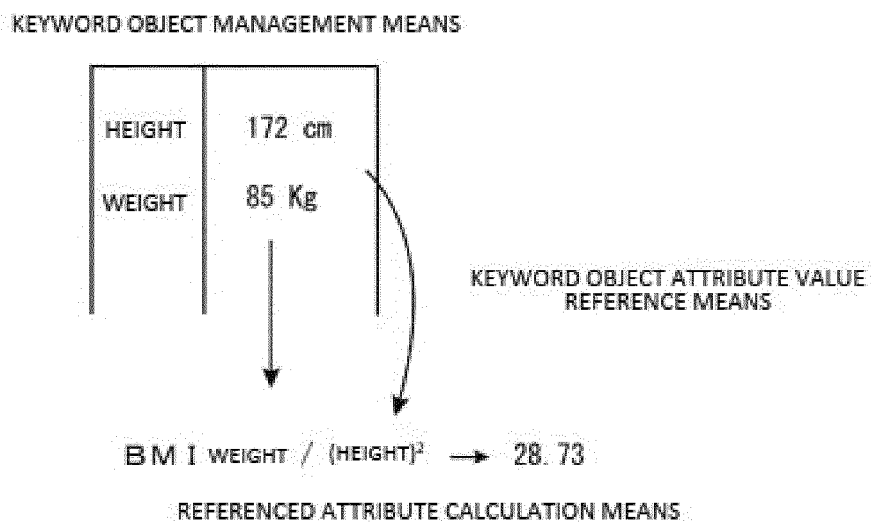 KEYWORD OBJECT MANAGEMENT MEANS
HEIGHT 172 cm
WEIGHT 85 Kg
KEYWORD OBJECT ATTRIBUTE VALUE
REFERENCE MEANS
BMI WEIGHT / (HEIGHT)² → 28.73
REFERENCED ATTRIBUTE CALCULATION MEANS